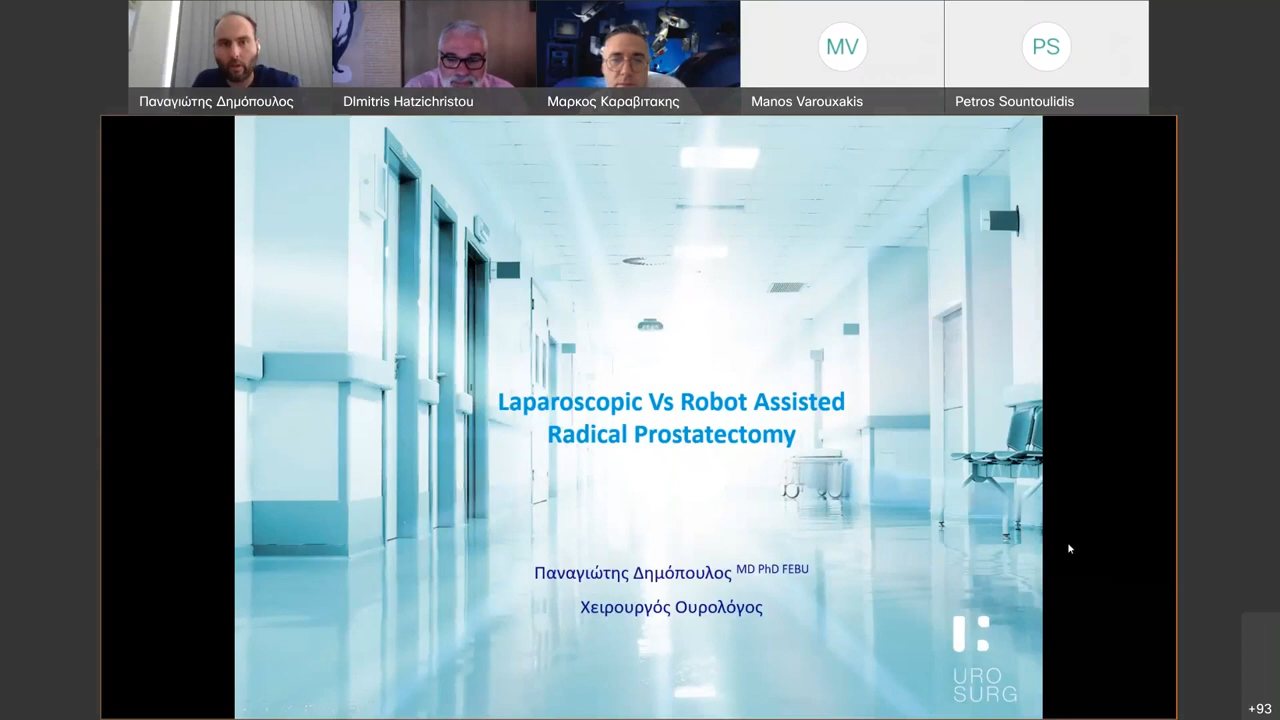 Παναγιώτης Δημόπουλος
DImitris Hatzichristou
Μαρκος Καραβιτακης
MV
Manos Varouxakis
PS
Petros Sountoulidis
Laparoscopic Vs Robot Assisted
Radical Prostatectomy
Παναγιώτης Δημόπουλος MD PhD FEBU
Χειρουργός Ουρολόγος
URO
SURG
+93